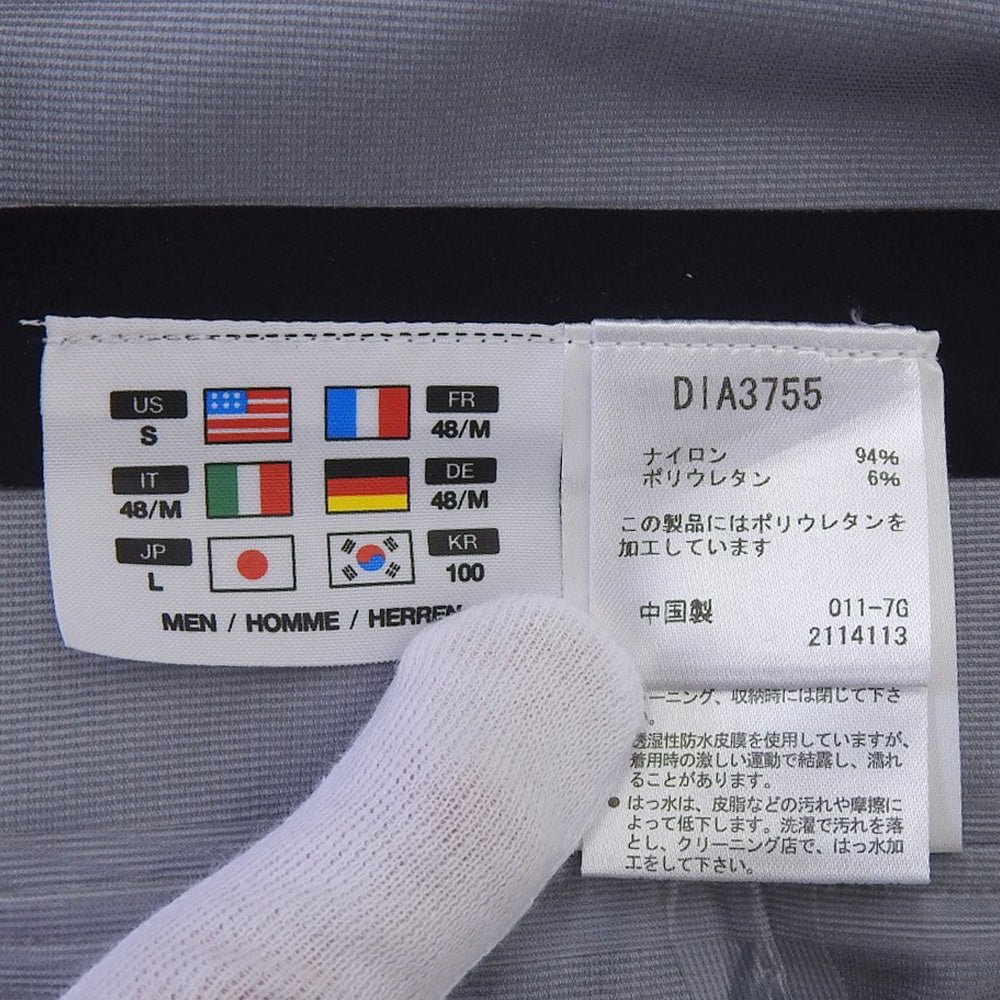 US
S
FR
48/M
IT
48/M
DE
48/M
JP
L
KR
100
MEN / HOMME / HERREN
DIA3755
ナイロン 94%
ポリウレタン 6%
この製品にはポリウレタンを
加工しています
中国製 011-7G
2114113
ーニング、収納時には閉じて下さ
。
透湿性防水皮膜を使用していますが、
着用時の激しい運動で結露し、濡れ
ることがあります。
● はっ水は、皮脂などの汚れや摩擦に
よって低下します。洗濯で汚れを落
とし、クリーニング店で、はっ水加
工をして下さい。